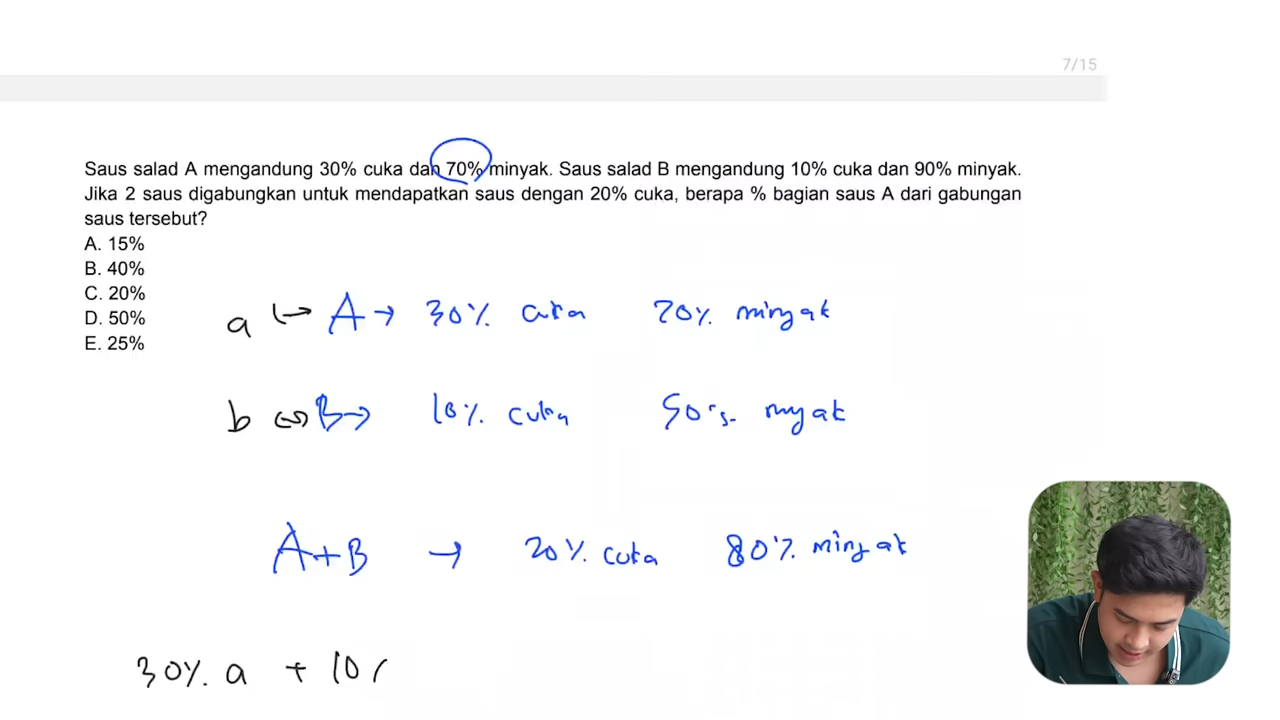 7/15
Saus salad A mengandung 30% cuka dan 70% minyak. Saus salad B mengandung 10% cuka dan 90% minyak.
Jika 2 saus digabungkan untuk mendapatkan saus dengan 20% cuka, berapa % bagian saus A dari gabungan
saus tersebut?
A. 15%
B. 40%
C. 20%
D. 50%
E. 25%
a A → 30% cuka 70% minyak
b B → 10% cuka 90%
A+B → 20% cuka 80% minyak
30% a + 10